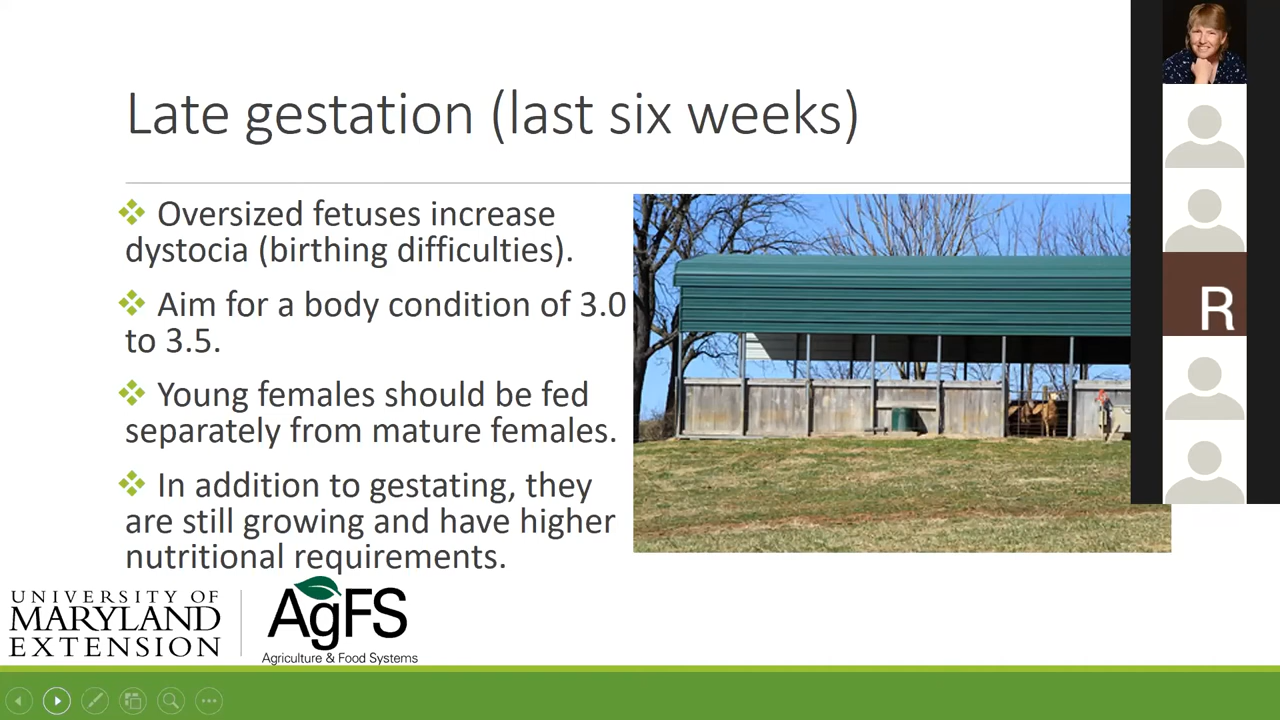 Late gestation (last six weeks)
❖ Oversized fetuses increase
dystocia (birthing difficulties).
❖ Aim for a body condition of 3.0
to 3.5.
❖ Young females should be fed
separately from mature females.
❖ In addition to gestating, they
are still growing and have higher
nutritional requirements.
R
UNIVERSITY OF
MARYLAND
EXTENSION
AgFS
Agriculture & Food Systems